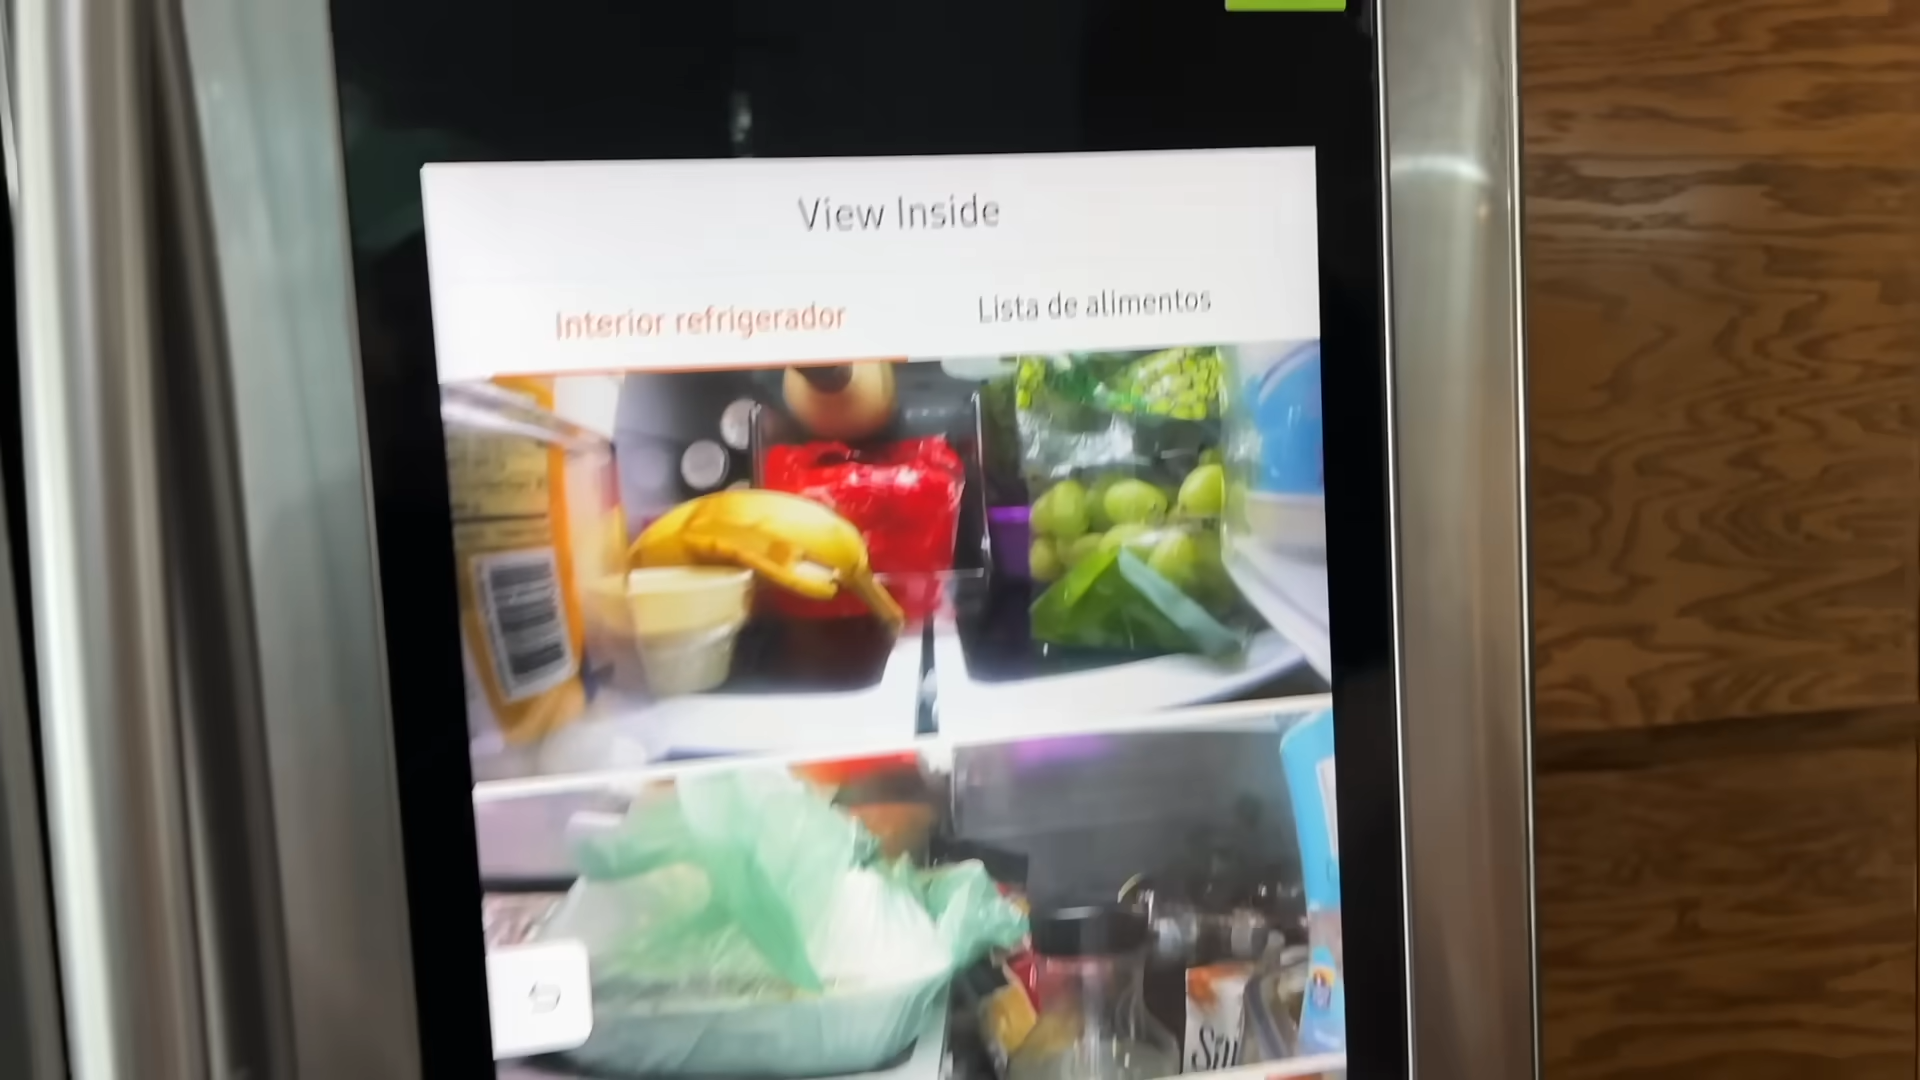 View Inside
Interior refrigerador
Lista de alimentos